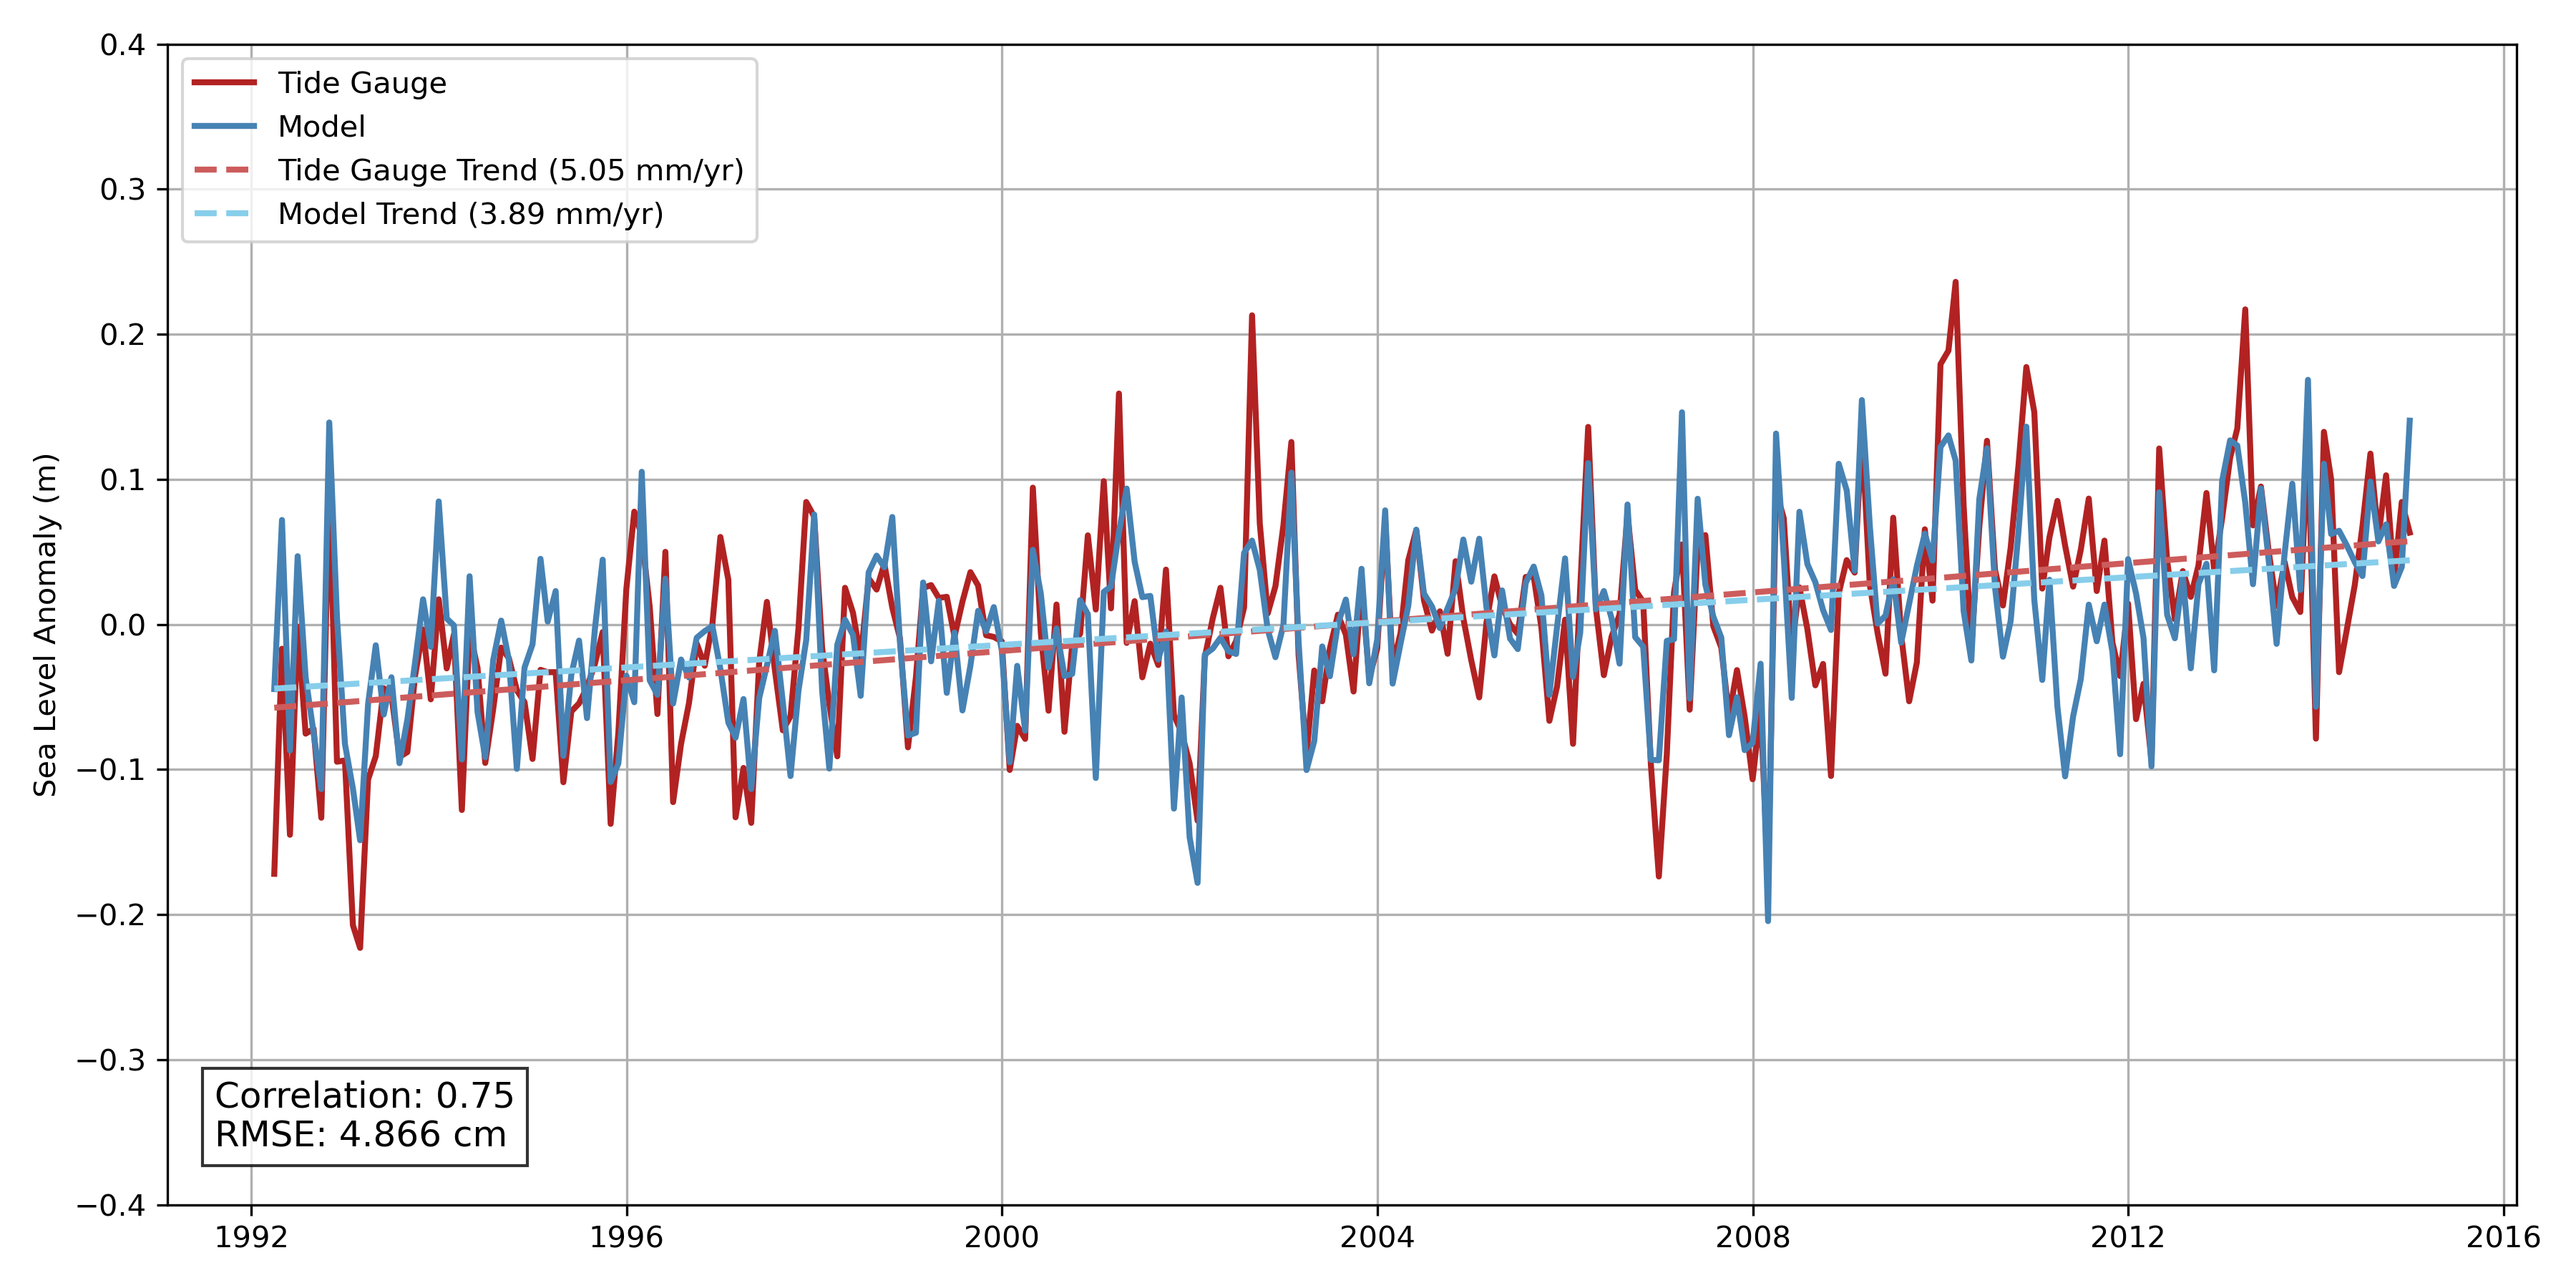 0.4
0.3
0.2
0.1
0.0
−0.1
−0.2
−0.3
−0.4
Sea Level Anomaly (m)
Tide Gauge
Model
Tide Gauge Trend (5.05 mm/yr)
Model Trend (3.89 mm/yr)
Correlation: 0.75
RMSE: 4.866 cm
1992 1996 2000 2004 2008 2012 2016